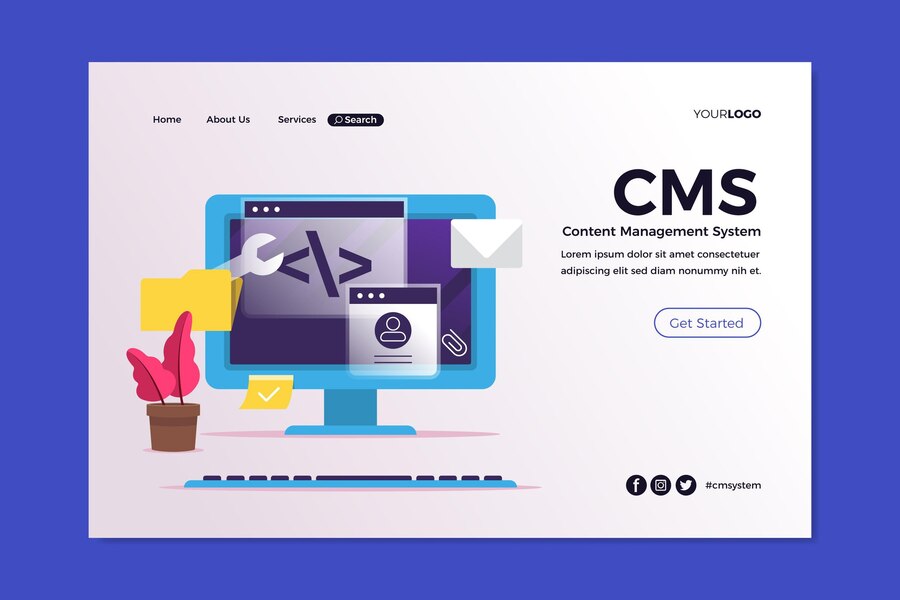 Home About Us Services Search
YOURLOGO
CMS
Content Management System
Lorem ipsum dolor sit amet consectetuer
adipiscing elit sed diam nonummy nih et.
Get Started
#cmsystem